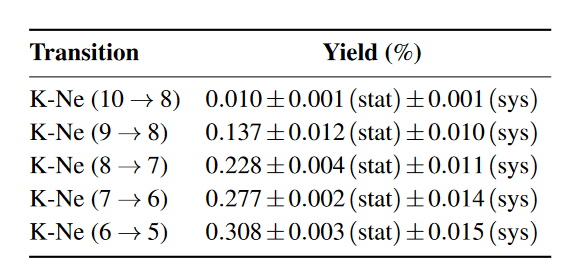 Transition Yield (%)
K-Ne (10 → 8) 0.010 ± 0.001 (stat) ± 0.001 (sys)
K-Ne (9 → 8) 0.137 ± 0.012 (stat) ± 0.010 (sys)
K-Ne (8 → 7) 0.228 ± 0.004 (stat) ± 0.011 (sys)
K-Ne (7 → 6) 0.277 ± 0.002 (stat) ± 0.014 (sys)
K-Ne (6 → 5) 0.308 ± 0.003 (stat) ± 0.015 (sys)